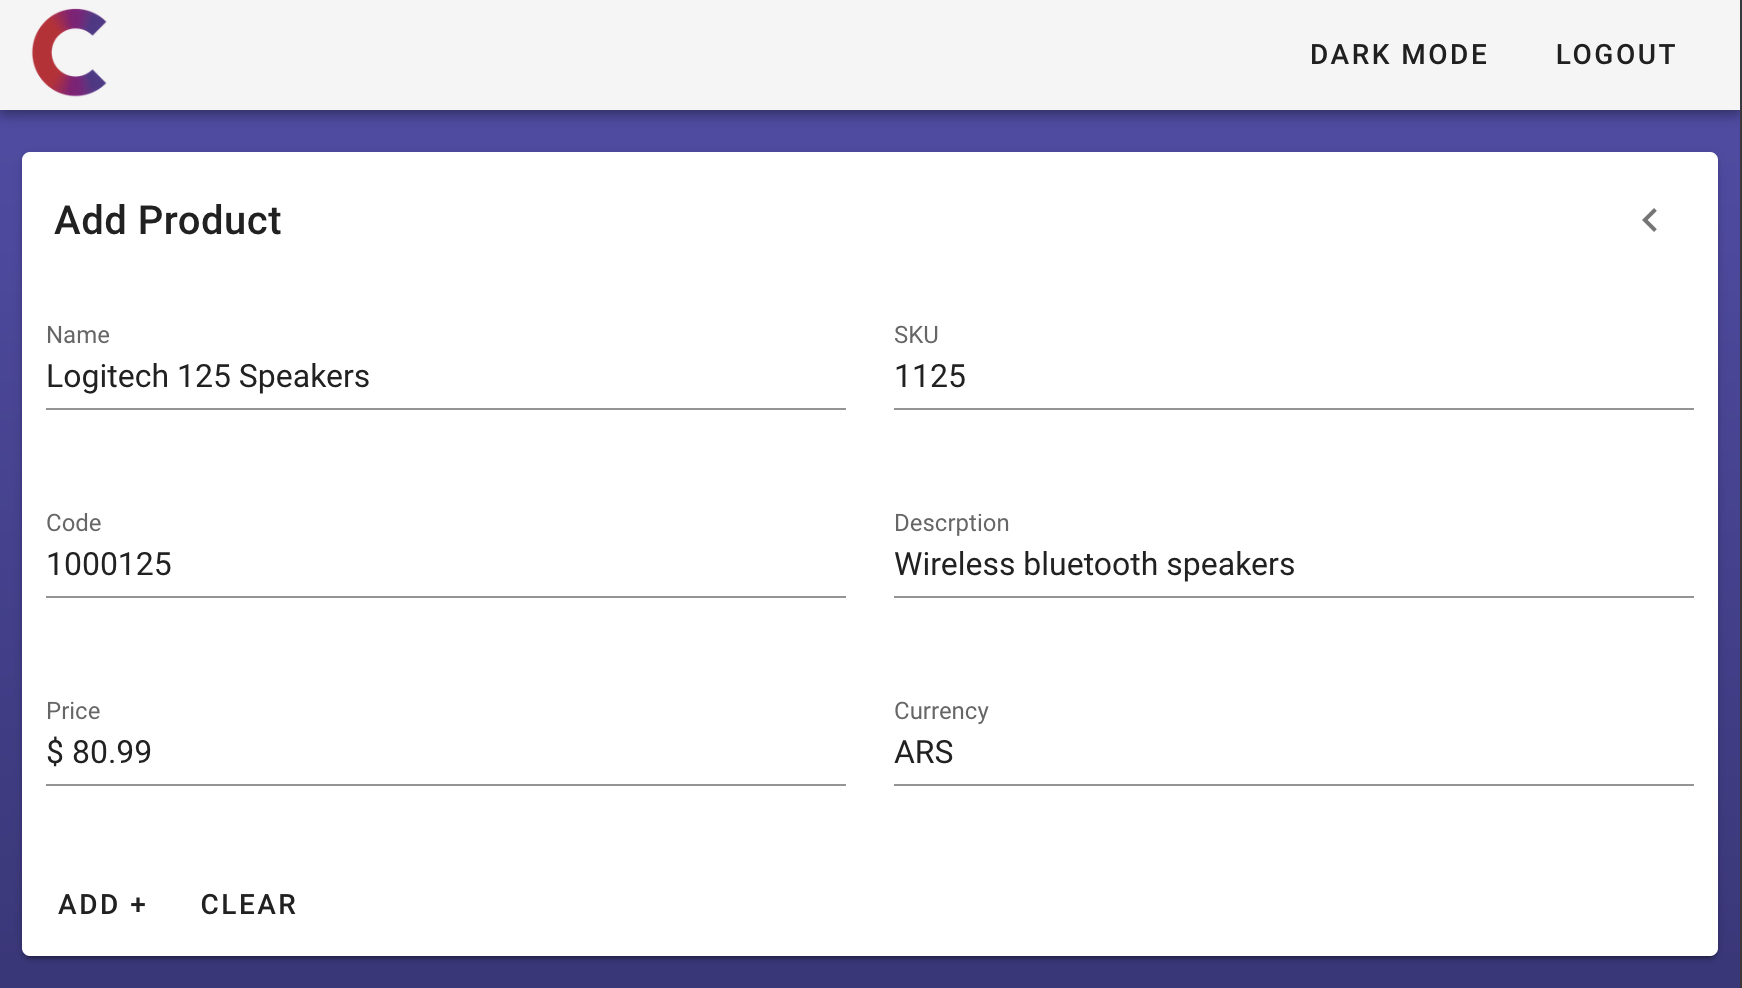 DARK MODE
LOGOUT
Add Product
Name
Logitech 125 Speakers
SKU
1125
Code
1000125
Descrption
Wireless bluetooth speakers
Price
$ 80.99
Currency
ARS
ADD +
CLEAR